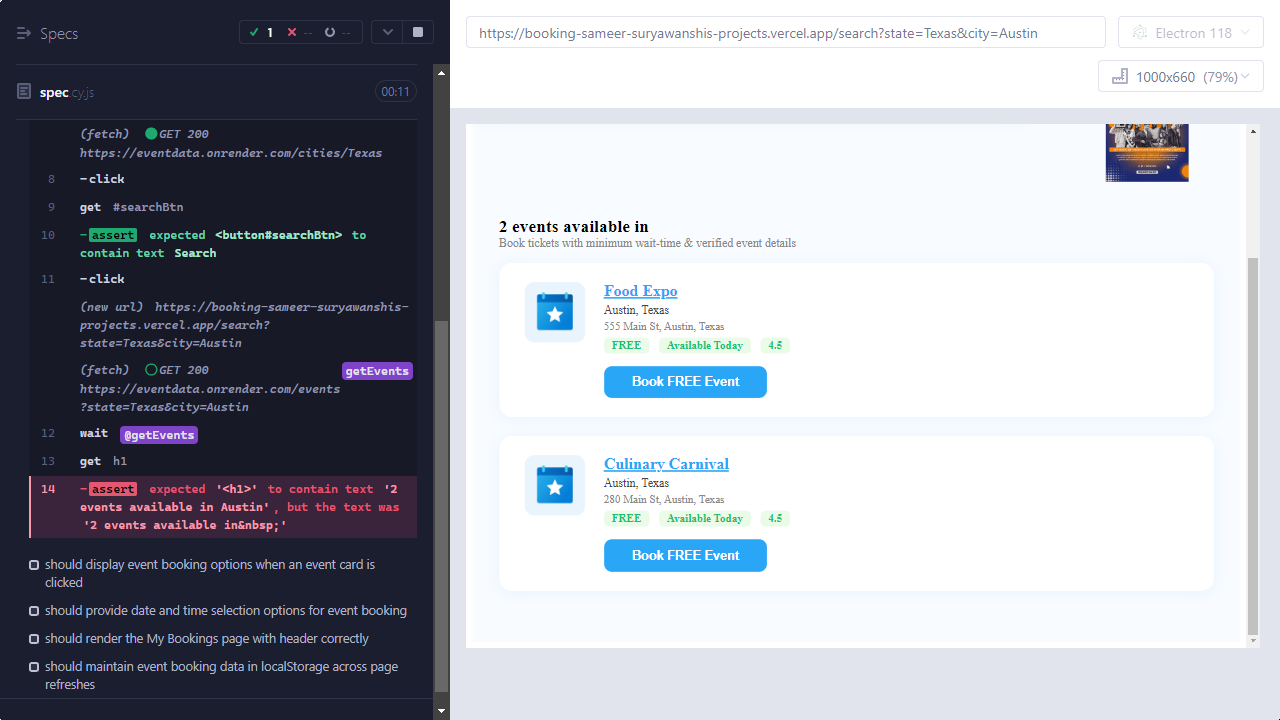 Specs
1 -- --
spec.cy.js 00:11
(fetch) GET 200
https://eventdata.onrender.com/cities/Texas
8 -click
9 get #searchBtn
10 -assert expected <button#searchBtn> to
contain text Search
11 -click
(new url) https://booking-sameer-suryawanshis-
projects.vercel.app/search?
state=Texas&city=Austin
(fetch) GET 200 getEvents
https://eventdata.onrender.com/events
?state=Texas&city=Austin
12 wait @getEvents
13 get h1
14 -assert expected '<h1>' to contain text '2
events available in Austin', but the text was
'2 events available in&nbsp;'
should display event booking options when an event card is
clicked
should provide date and time selection options for event booking
should render the My Bookings page with header correctly
should maintain event booking data in localStorage across page
refreshes
https://booking-sameer-suryawanshis-projects.vercel.app/search?state=Texas&city=Austin
Electron 118
1000x660 (79%)
2 events available in
Book tickets with minimum wait-time & verified event details
Food Expo
Austin, Texas
555 Main St, Austin, Texas
FREE Available Today 4.5
Book FREE Event
Culinary Carnival
Austin, Texas
280 Main St, Austin, Texas
FREE Available Today 4.5
Book FREE Event